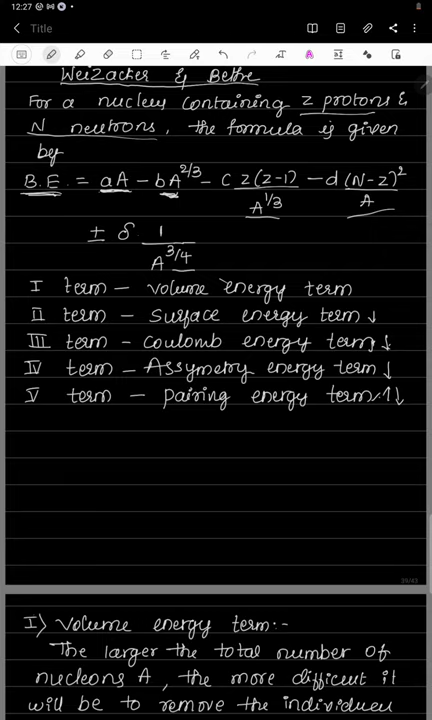 12:27
Title
Weizacker & Bethe
For a nucleus containing z protons &
N neutrons, the formula is given
by
B.E. = aA - bA^2/3 - c z(z-1)/A^1/3 - d (N-z)^2/A
± δ 1/A^3/4
I term - volume energy term
II term - surface energy term ↓
III term - coulomb energy term ↓
IV term - Assymetry energy term ↓
V term - pairing energy term ↑↓
39/43
I) volume energy term:-
The larger the total number of
nucleons A, the more difficult it
will be to remove the individual